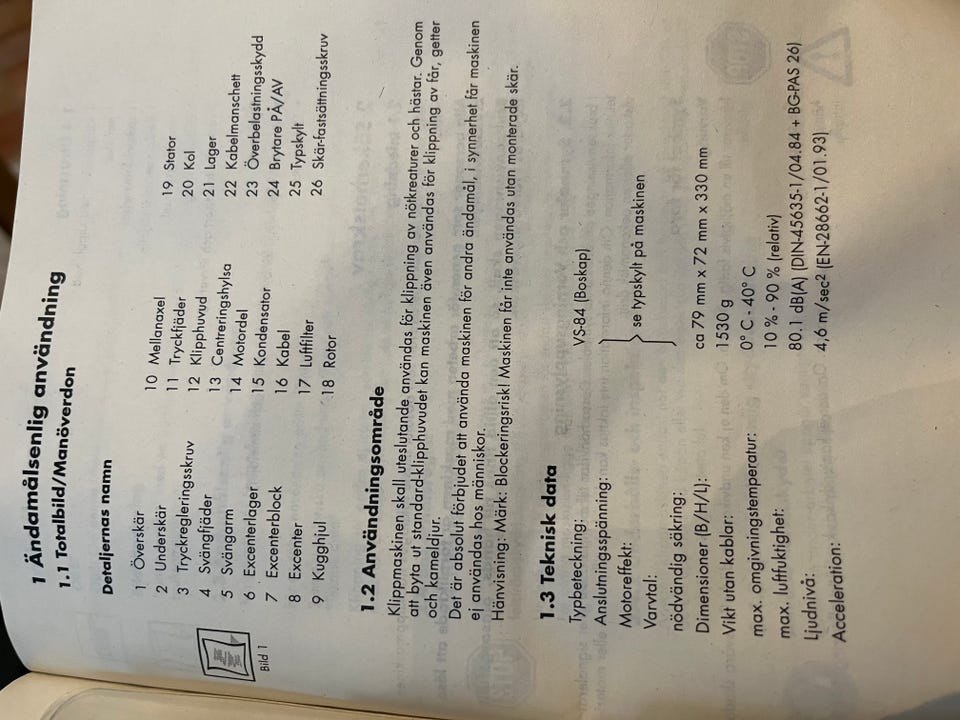 1 Ändamålsenlig användning
1.1 Totalbild/Manöverdon
Detaljernas namn
Bild 1
1 Överskär
2 Underskär
3 Tryckregleringsskruv
4 Svängfjäder
5 Svängarm
6 Excenterlager
7 Excenterblock
8 Excenter
9 Kugghjul
10 Mellanaxel
11 Tryckfjäder
12 Klipphuvud
13 Centreringshylsa
14 Motordel
15 Kondensator
16 Kabel
17 Luftfilter
18 Rotor
19 Stator
20 Kol
21 Lager
22 Kabelmanschett
23 Överbelastningsskydd
24 Brytare PÅ/AV
25 Typskylt
26 Skär-fastsättningsskruv
1.2 Användningsområde
Klippmaskinen skall uteslutande användas för klippning av nötkreaturer och hästar. Genom
att byta ut standard-klipphuvudet kan maskinen även användas för klippning av får, getter
och kameldjur.
Det är absolut förbjudet att använda maskinen för andra ändamål, i synnerhet får maskinen
ej användas hos människor.
Hänvisning: Märk: Blockeringsrisk! Maskinen får inte användas utan monterade skär.
1.3 Teknisk data
Typbeteckning: VS-84 (Boskap)
Anslutningsspänning:
Motoreffekt:
Varvtal:
nödvändig säkring:
se typskylt på maskinen
Dimensioner (B/H/L): ca 79 mm x 72 mm x 330 mm
Vikt utan kablar: 1530 g
max. omgivningstemperatur: 0° C - 40° C
max. luftfuktighet: 10 % - 90 % (relativ)
Ljudnivå: 80.1 dB(A) (DIN-45635-1/04.84 + BG-PAS 26)
Acceleration: 4,6 m/sec² (EN-28662-1/01.93)